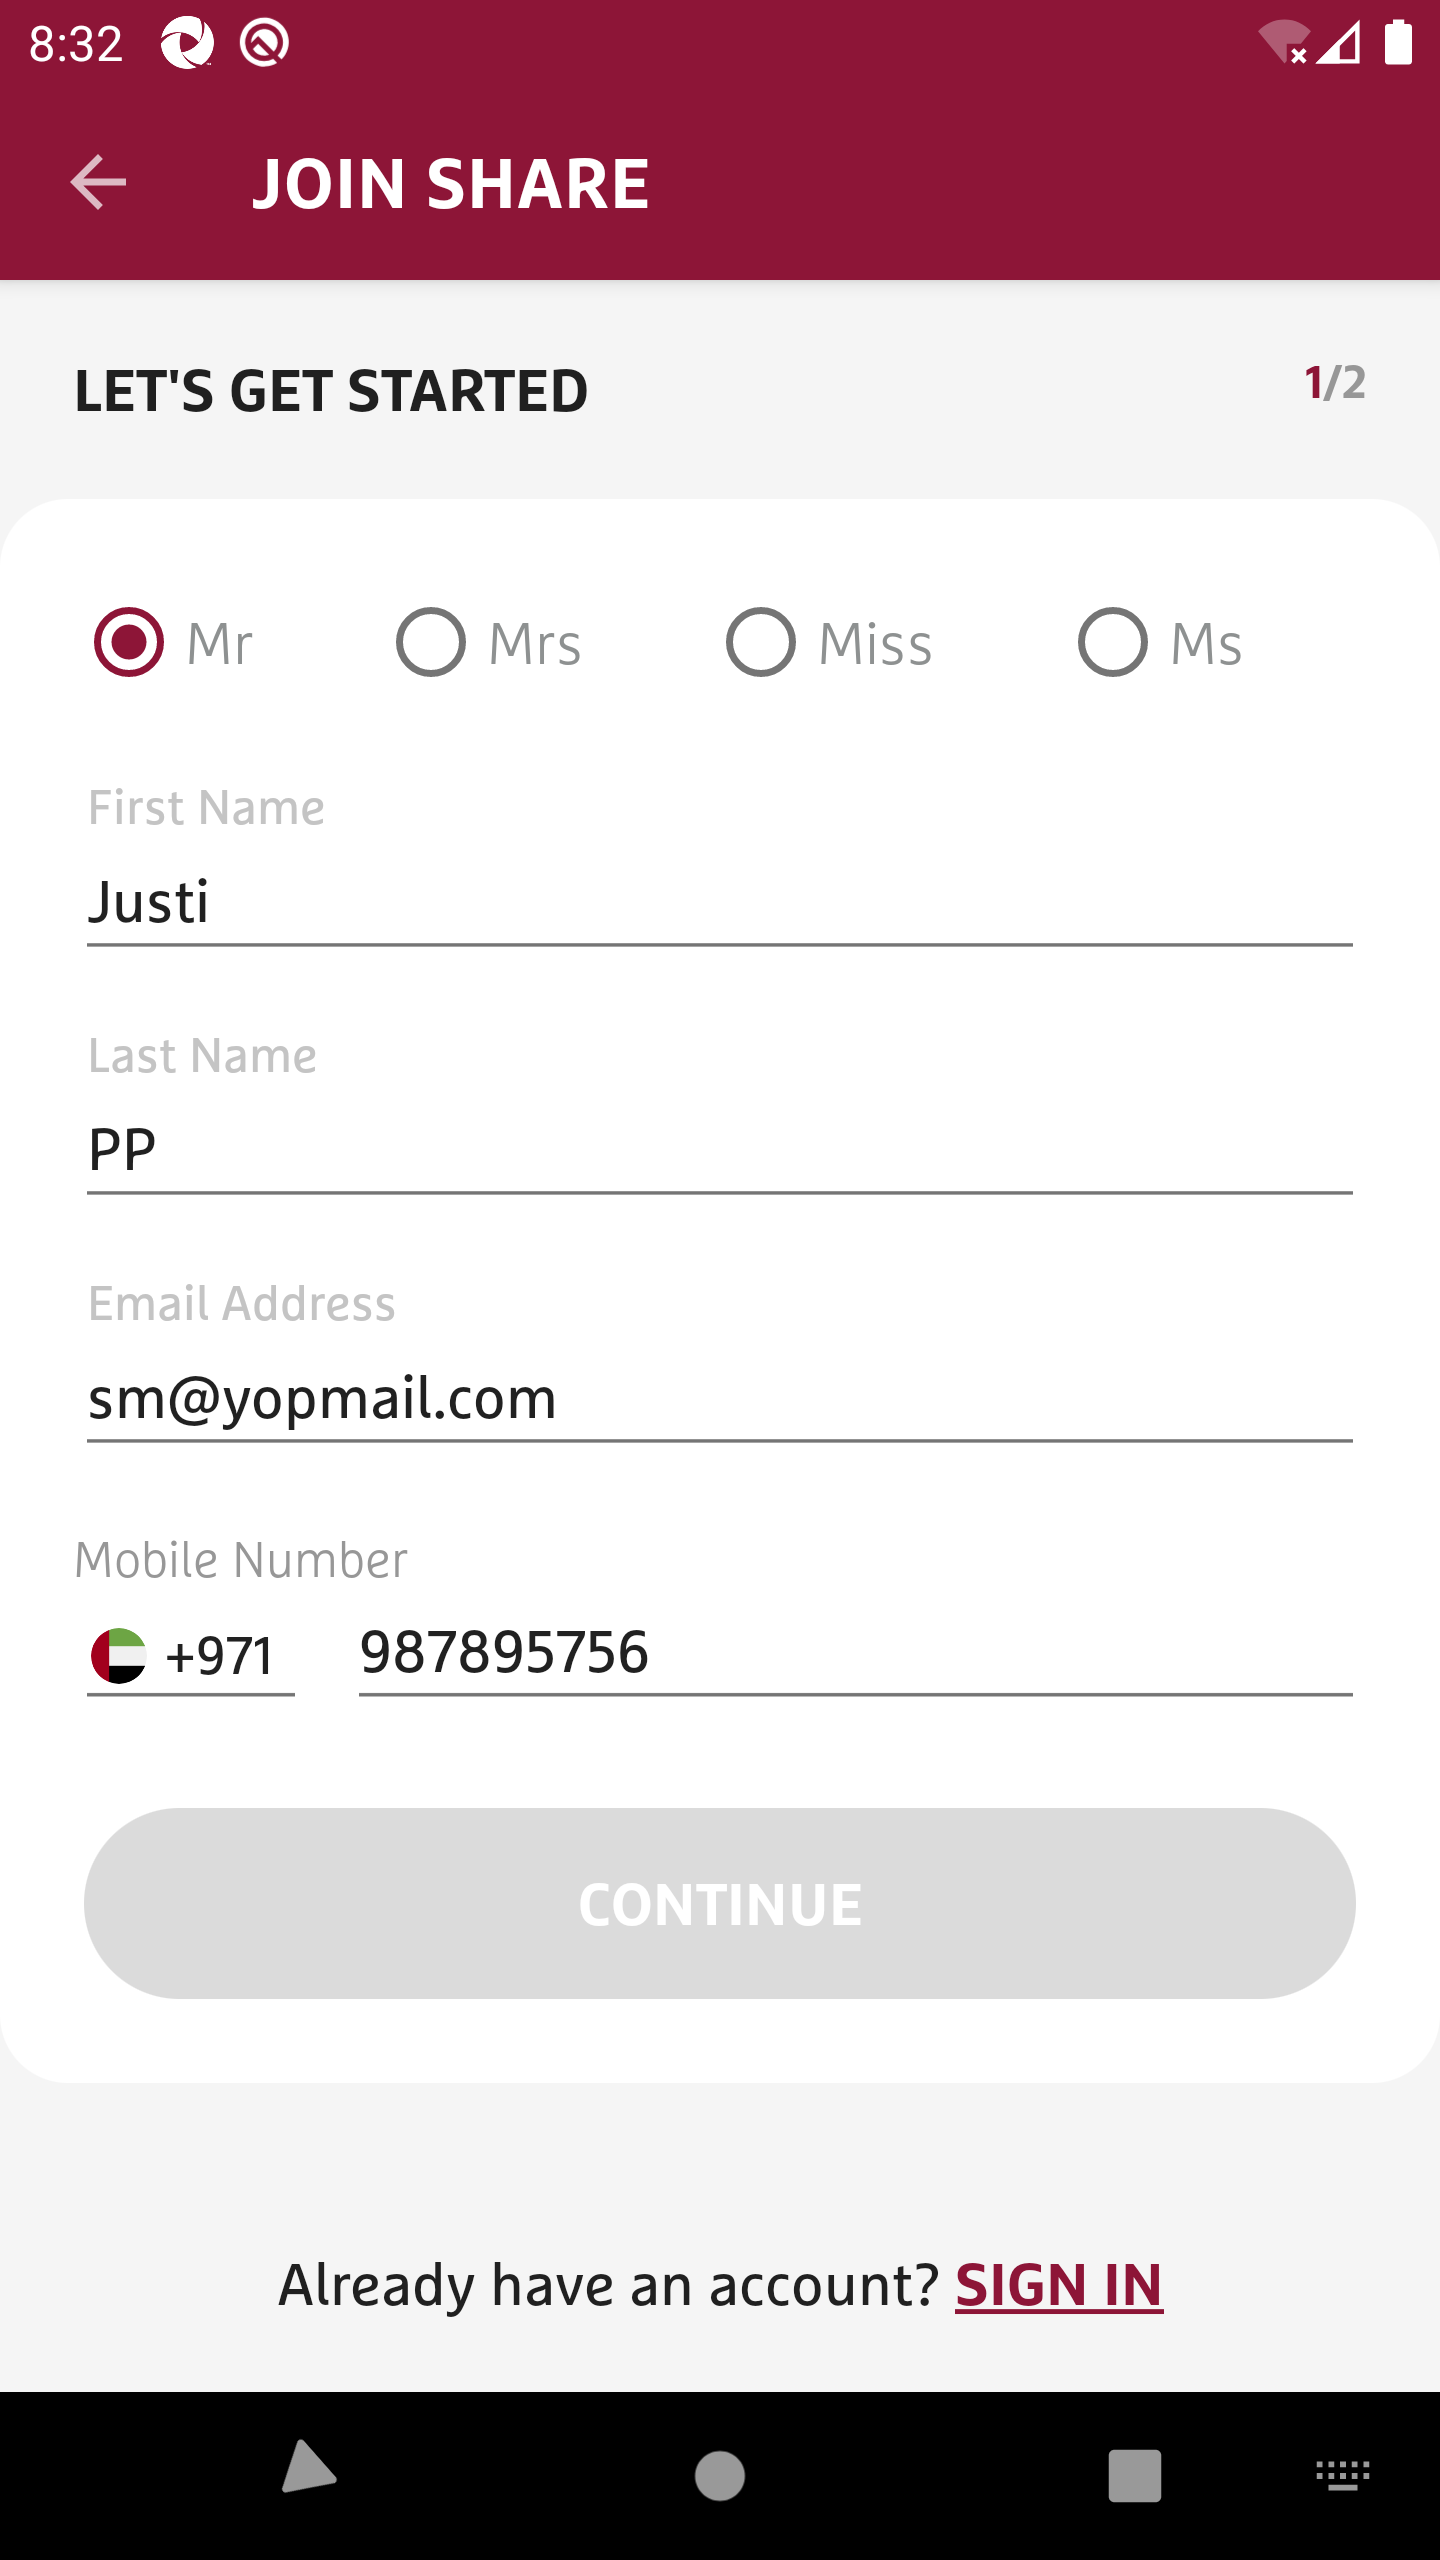 8:32
JOIN SHARE
LET'S GET STARTED
1/2
Mr Mrs Miss Ms
First Name
Justi
Last Name
PP
Email Address
sm@yopmail.com
Mobile Number
+971 987895756
CONTINUE
Already have an account? SIGN IN